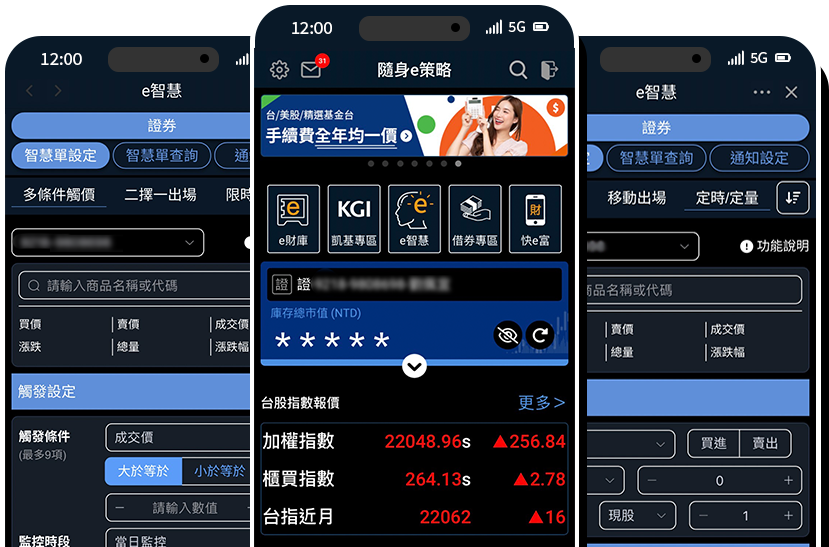 12:00
e智慧
證券
智慧單設定
智慧單查詢
通
多條件觸價
二擇一出場
限時
請輸入商品名稱或代碼
買價
賣價
成交價
漲跌
總量
漲跌幅
觸發設定
觸發條件
(最多9項)
成交價
大於等於
小於等於
請輸入數值
監控時段
當日監控
12:00
5G
31
隨身e策略
台/美股/精選基金台
手續費全年均一價
$
e
KGI
e
財
e財庫
凱基專區
e智慧
借券專區
快e富
證 證
庫存總市值 (NTD)
* * * * *
台股指數報價
更多>
加權指數 22048.96s ▲256.84
櫃買指數 264.13s ▲2.78
台指近月 22062 ▲16
5G
e智慧
證券
智慧單查詢
通知設定
移動出場
定時/定量
功能說明
商品名稱或代碼
賣價
成交價
總量
漲跌幅
買進
賣出
− 0 +
現股
− 1 +